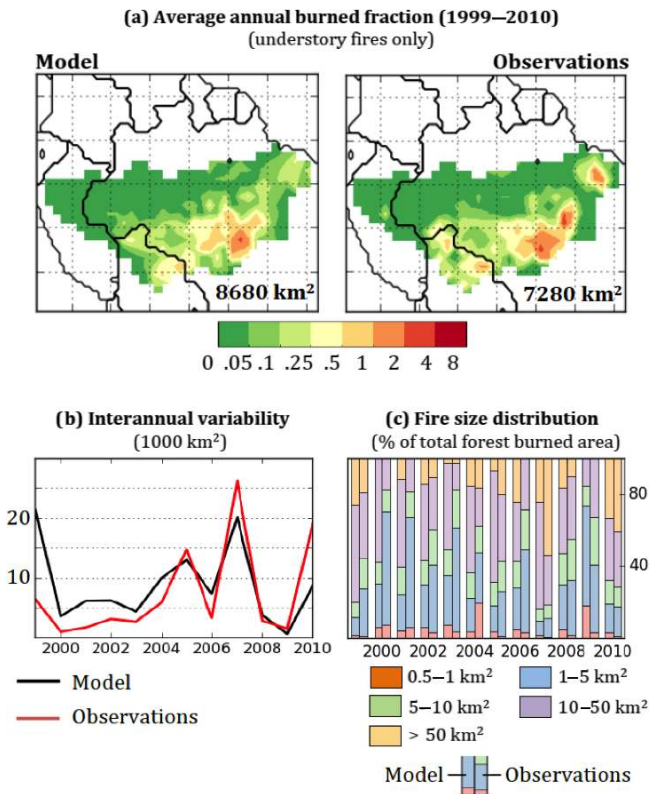 (a) Average annual burned fraction (1999—2010)
(understory fires only)
Model Observations
8680 km² 7280 km²
0 .05 .1 .25 .5 1 2 4 8
(b) Interannual variability
(1000 km²)
20
10
2000 2002 2004 2006 2008 2010
Model
Observations
(c) Fire size distribution
(% of total forest burned area)
80
40
2000 2002 2004 2006 2008 2010
0.5–1 km² 1–5 km²
5–10 km² 10–50 km²
> 50 km²
Model Observations